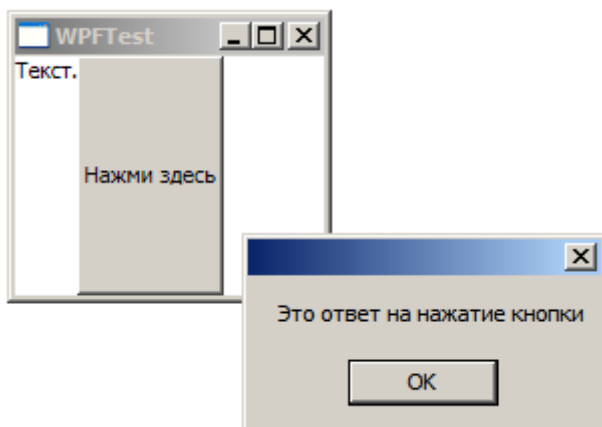 WPFTest
Текст.
Нажми здесь
Это ответ на нажатие кнопки
OK